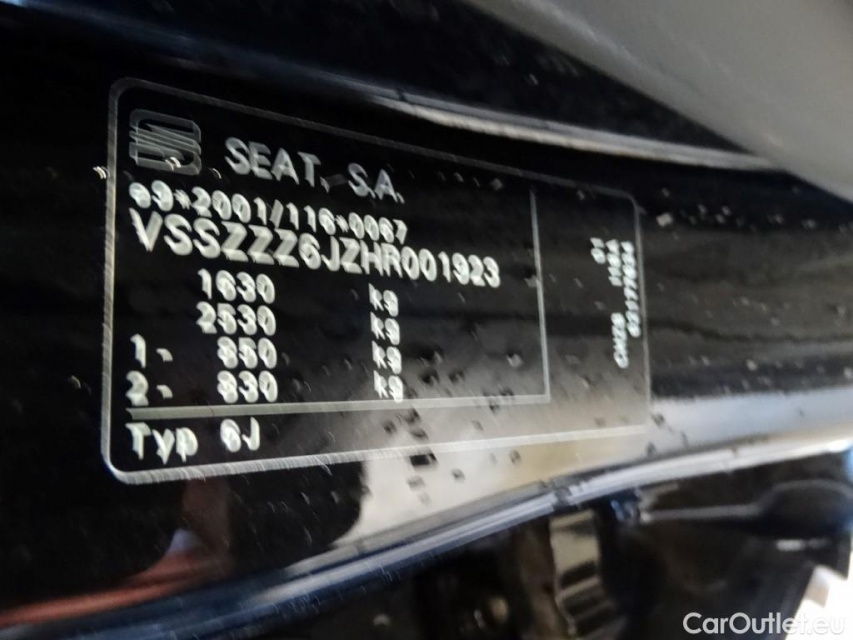 SEAT, S.A.
e9*2001/116*0067
VSSZZZ6JZHR001923
1630 kg
2530 kg
1- 850 kg
2- 830 kg
Typ 6J
CarOutlet.eu